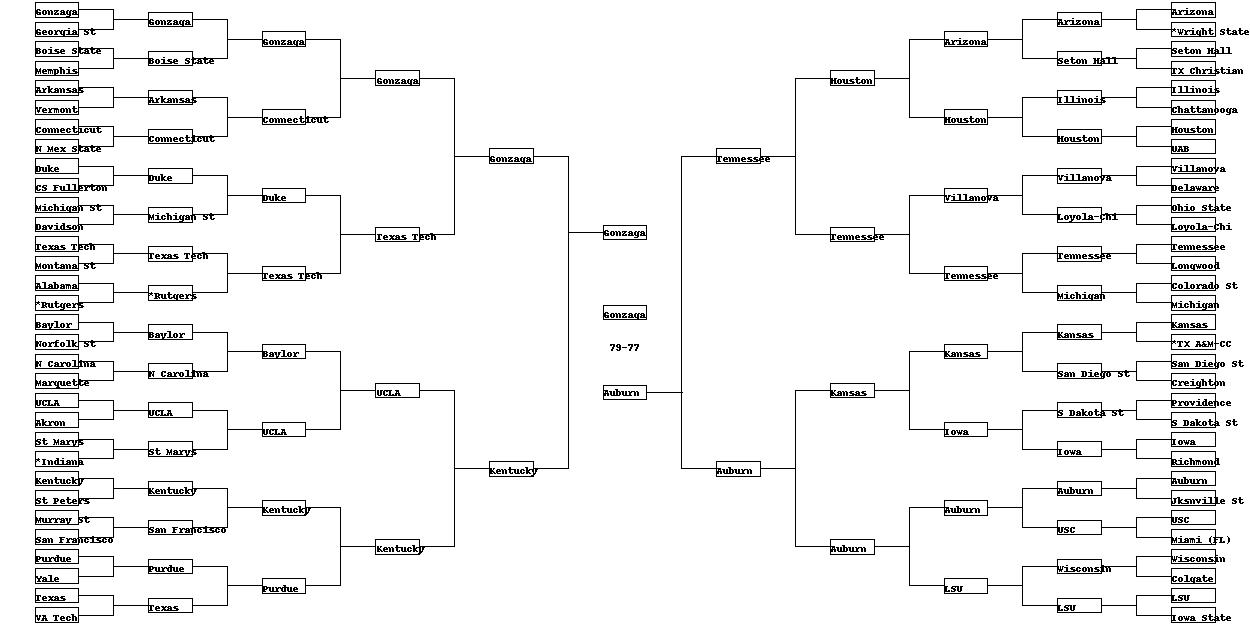 Gonzaga
Georgia St
Boise State
Memphis
Arkansas
Vermont
Connecticut
N Mex State
Duke
CS Fullerton
Michigan St
Davidson
Texas Tech
Montana St
Alabama
*Rutgers
Baylor
Norfolk St
N Carolina
Marquette
UCLA
Akron
St Marys
*Indiana
Kentucky
St Peters
Murray St
San Francisco
Purdue
Yale
Texas
VA Tech
Gonzaga
Boise State
Arkansas
Connecticut
Duke
Michigan St
Texas Tech
*Rutgers
Baylor
N Carolina
UCLA
St Marys
Kentucky
San Francisco
Purdue
Texas
Gonzaga
Connecticut
Duke
Texas Tech
Baylor
UCLA
Kentucky
Purdue
Gonzaga
Texas Tech
UCLA
Kentucky
Gonzaga
Kentucky
Gonzaga
Gonzaga
79-77
Auburn
Tennessee
Auburn
Houston
Tennessee
Kansas
Auburn
Arizona
Houston
Villanova
Tennessee
Kansas
Iowa
Auburn
LSU
Arizona
Seton Hall
Illinois
Houston
Villanova
Loyola-Chi
Tennessee
Michigan
Kansas
San Diego St
S Dakota St
Iowa
Auburn
USC
Wisconsin
LSU
Arizona
*Wright State
Seton Hall
TX Christian
Illinois
Chattanooga
Houston
UAB
Villanova
Delaware
Ohio State
Loyola-Chi
Tennessee
Longwood
Colorado St
Michigan
Kansas
*TX A&M-CC
San Diego St
Creighton
Providence
S Dakota St
Iowa
Richmond
Auburn
Jksnville St
USC
Miami (FL)
Wisconsin
Colgate
LSU
Iowa State